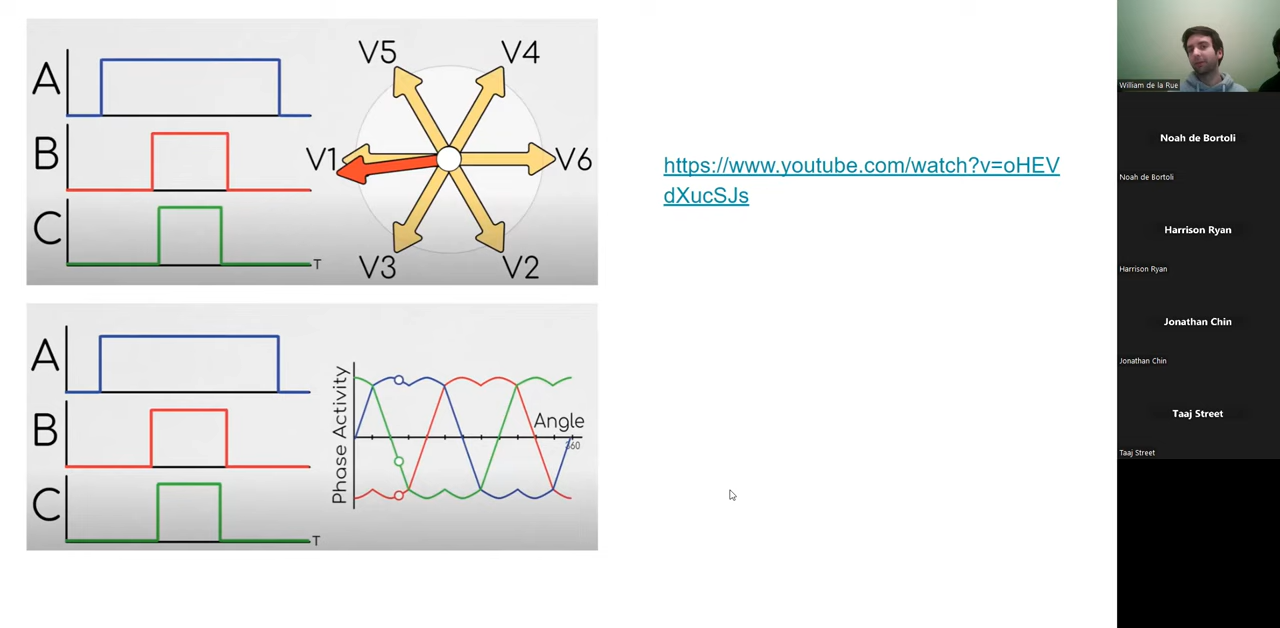 A
B
C
T
V5
V4
V1
V6
V3
V2
https://www.youtube.com/watch?v=oHEV
dXucSJs
A
B
C
T
Phase Activity
Angle
360
William de la Rue
Noah de Bortoli
Noah de Bortoli
Harrison Ryan
Harrison Ryan
Jonathan Chin
Jonathan Chin
Taaj Street
Taaj Street